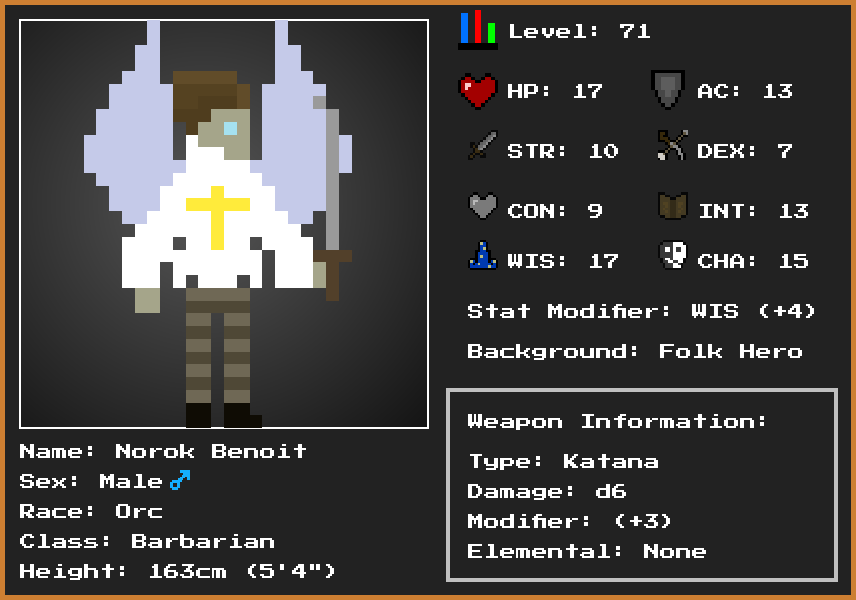 Level: 71
HP: 17
AC: 13
STR: 10
DEX: 7
CON: 9
INT: 13
WIS: 17
CHA: 15
Stat Modifier: WIS (+4)
Background: Folk Hero
Weapon Information:
Type: Katana
Damage: d6
Modifier: (+3)
Elemental: None
Name: Norok Benoit
Sex: Male♂
Race: Orc
Class: Barbarian
Height: 163cm (5'4")